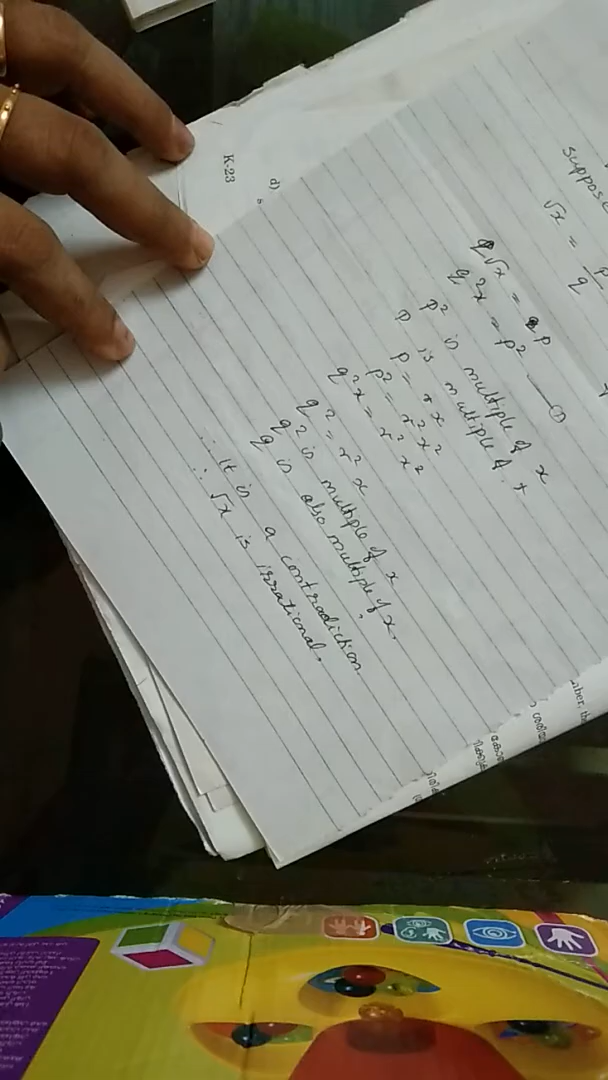 suppose
√x = p/q
q√x = p
q²x = p² — ①
p² is multiple of x
p is multiple of x
p = rx
p² = r²x²
q²x = r²x²
q² = r²x
q² is multiple of x
q is also multiple of x.
∴ It is a contradiction
∴ √x is irrational.
K-23
d)